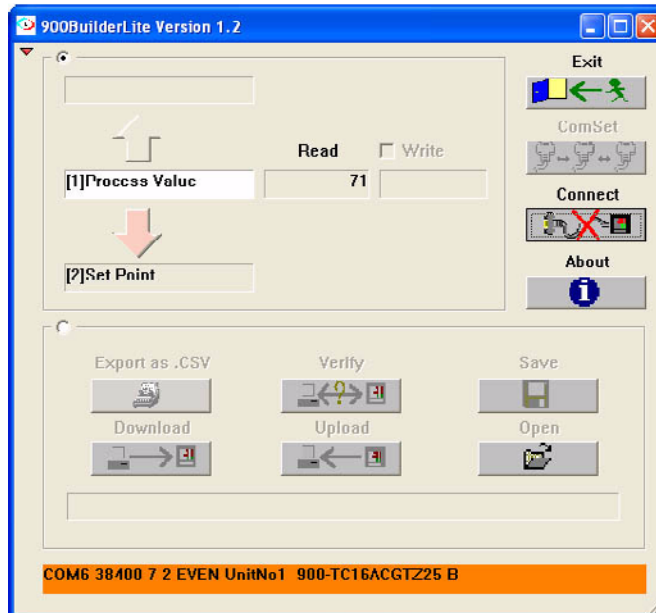 900BuilderLite Version 1.2
Exit
ComSet
Read
Write
[1]Process Value
71
Connect
[2]Set Point
About
Export as .CSV
Verify
Save
Download
Upload
Open
COM6 38400 7 2 EVEN UnitNo1 900-TC16ACGTZ25 B